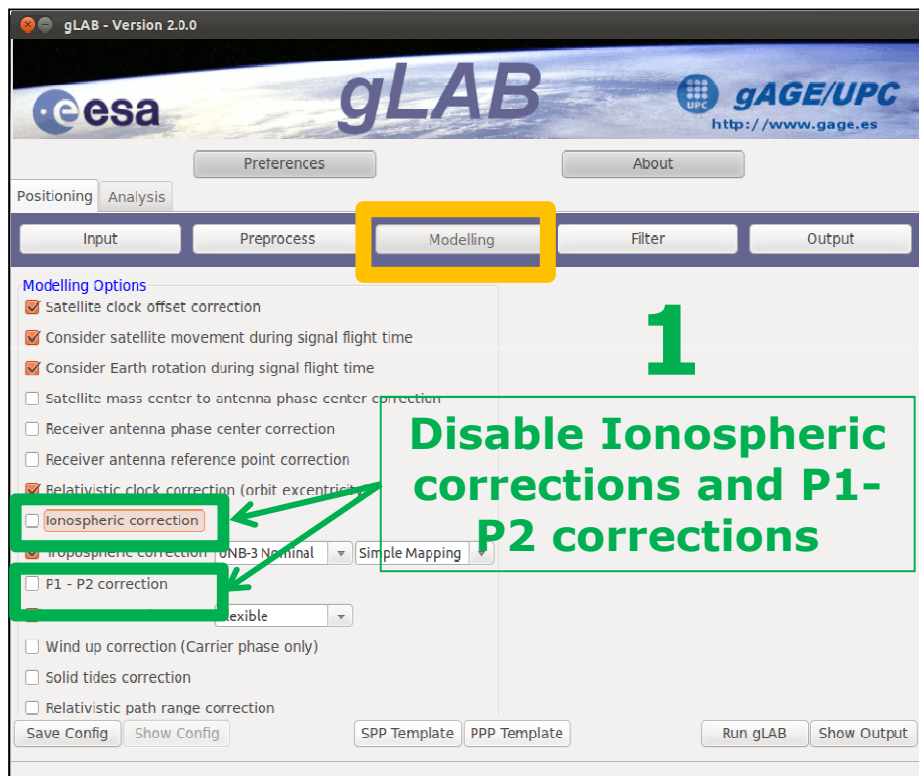 gLAB - Version 2.0.0
esa
gLAB
UPC
gAGE/UPC
http://www.gage.es
Preferences
About
Positioning
Analysis
Input
Preprocess
Modelling
Filter
Output
Modelling Options
Satellite clock offset correction
Consider satellite movement during signal flight time
Consider Earth rotation during signal flight time
Satellite mass center to antenna phase center correction
Receiver antenna phase center correction
Receiver antenna reference point correction
Relativistic clock correction (orbit excentricity
Ionospheric correction
Tropospheric correction UNB-3 Nominal Simple Mapping
P1 - P2 correction
Wind up correction (Carrier phase only)
Solid tides correction
Relativistic path range correction
1
Disable Ionospheric
corrections and P1-
P2 corrections
Save Config
Show Config
SPP Template
PPP Template
Run gLAB
Show Output